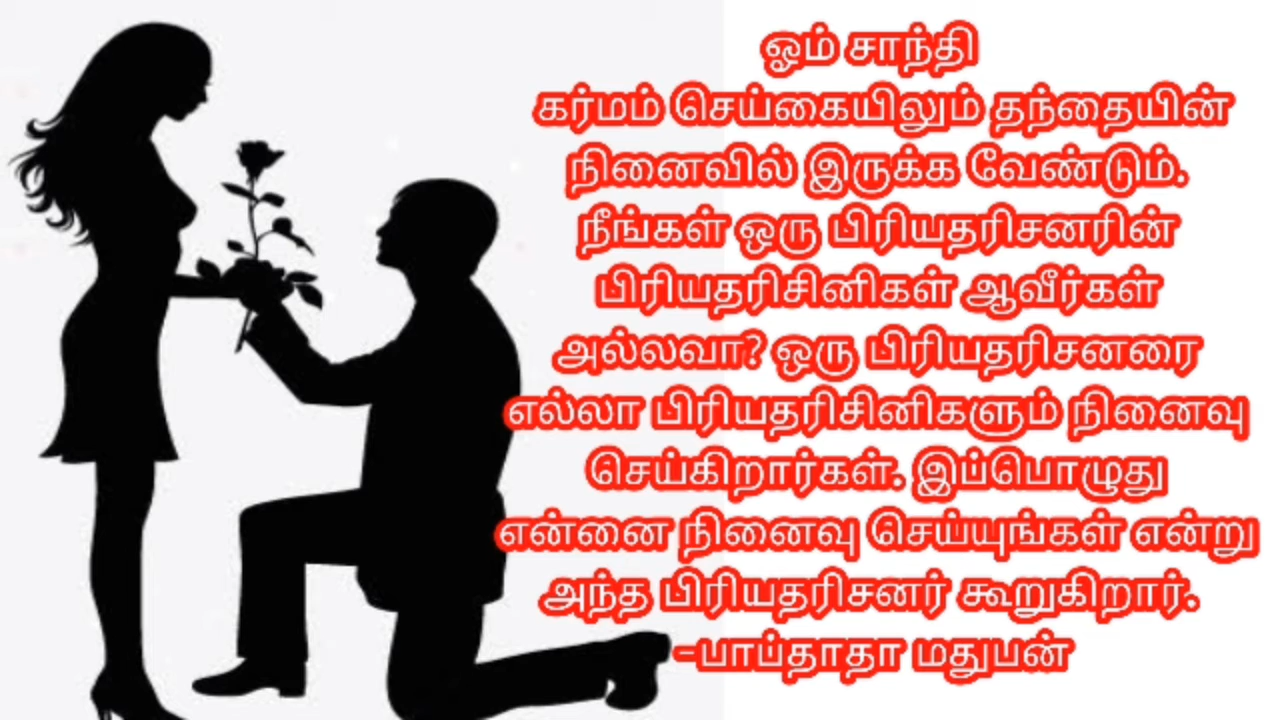 ஓம் சாந்தி
கர்மம் செய்கையிலும் தந்தையின்
நினைவில் இருக்க வேண்டும்.
நீங்கள் ஒரு பிரியதரிசனரின்
பிரியதரிசினிகள் ஆவீர்கள்
அல்லவா? ஒரு பிரியதரிசனரை
எல்லா பிரியதரிசினிகளும் நினைவு
செய்கிறார்கள். இப்பொழுது
என்னை நினைவு செய்யுங்கள் என்று
அந்த பிரியதரிசனர் கூறுகிறார்.
-பாப்தாதா மதுபன்